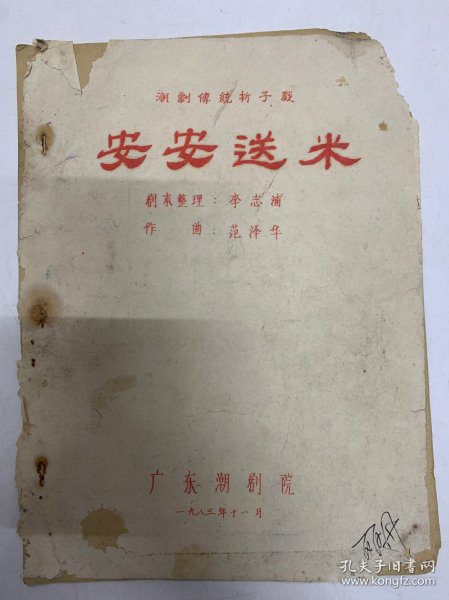 潮剧傳統折子戲
安安送米
剧本整理：李志浦
作曲：范泽华
广东潮剧院
一九八三年十一月
孔夫子旧书网
www.kongfz.com